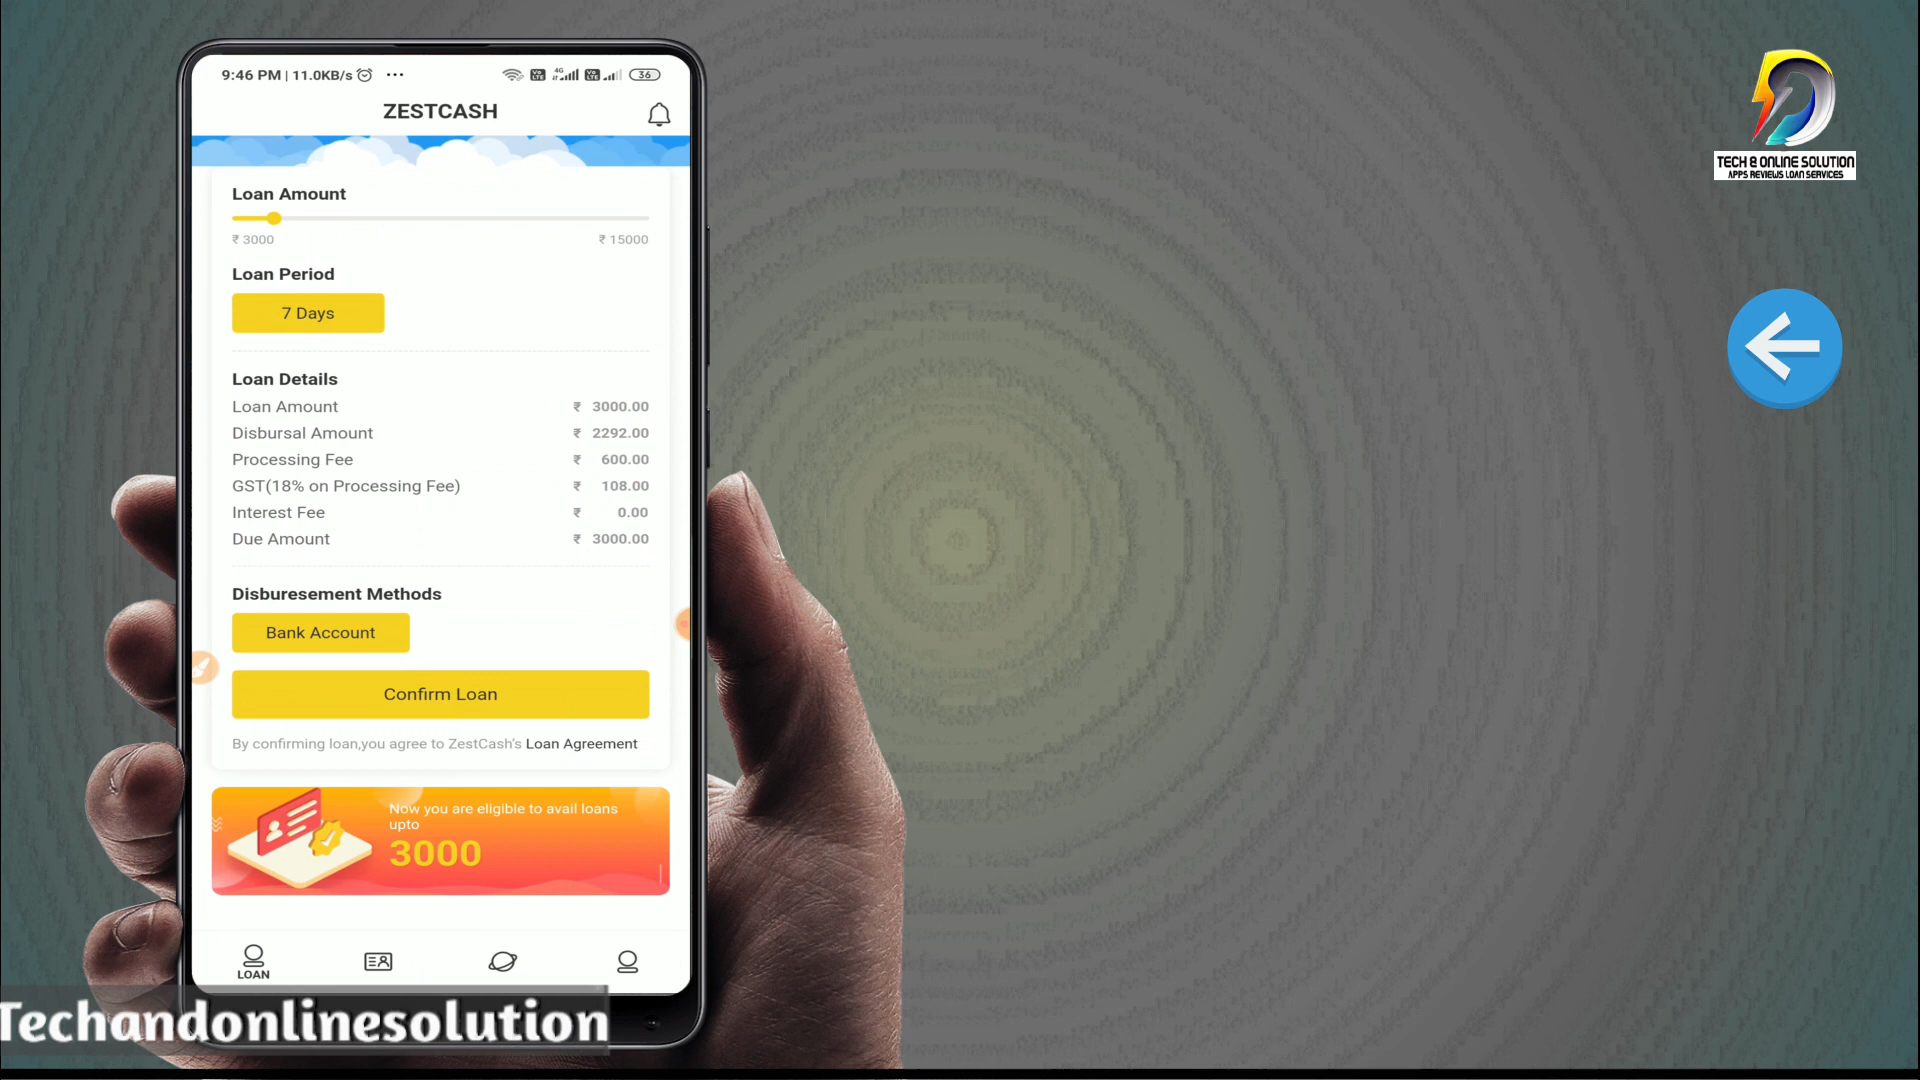 9:46 PM | 11.0KB/s ...
4G
36
ZESTCASH
Loan Amount
₹ 3000 ₹ 15000
Loan Period
7 Days
Loan Details
Loan Amount ₹ 3000.00
Disbursal Amount ₹ 2292.00
Processing Fee ₹ 600.00
GST(18% on Processing Fee) ₹ 108.00
Interest Fee ₹ 0.00
Due Amount ₹ 3000.00
Disburesement Methods
Bank Account
Confirm Loan
By confirming loan,you agree to ZestCash's Loan Agreement
Now you are eligible to avail loans
upto
3000
LOAN
Techandonlinesolution
TECH & ONLINE SOLUTION
APPS REVIEWS LOAN SERVICES